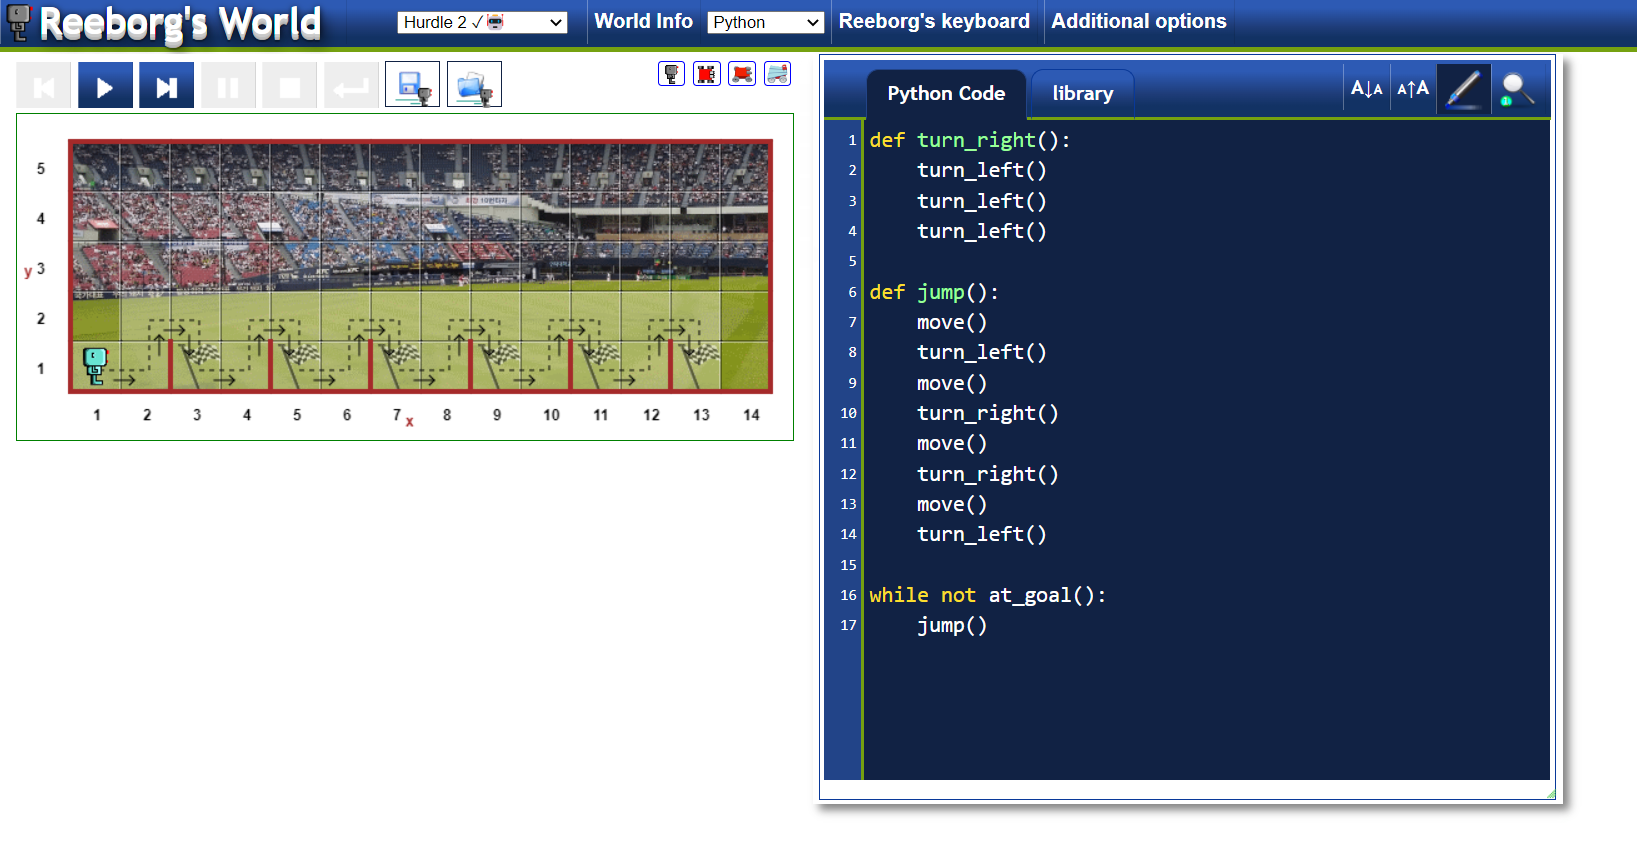 Reeborg's World
Hurdle 2 ✓
World Info
Python
Reeborg's keyboard
Additional options
Python Code
library
A↓A
A↑A
5
4
y 3
2
1
1 2 3 4 5 6 7 x 8 9 10 11 12 13 14
1 def turn_right():
2     turn_left()
3     turn_left()
4     turn_left()
5
6 def jump():
7     move()
8     turn_left()
9     move()
10     turn_right()
11     move()
12     turn_right()
13     move()
14     turn_left()
15
16 while not at_goal():
17     jump()